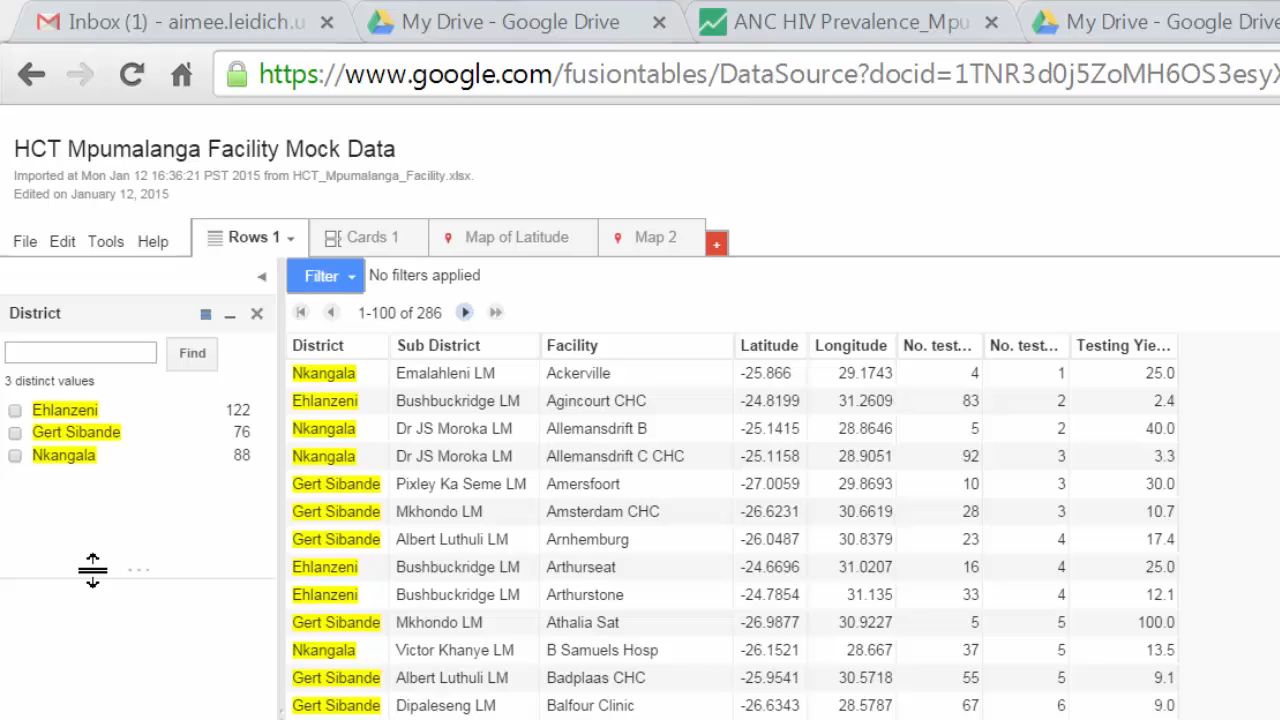 Inbox (1) - aimee.leidich.u
My Drive - Google Drive
ANC HIV Prevalence_Mpu
My Drive - Google Drive
https://www.google.com/fusiontables/DataSource?docid=1TNR3d0j5ZoMH6OS3esyX
HCT Mpumalanga Facility Mock Data
Imported at Mon Jan 12 16:36:21 PST 2015 from HCT_Mpumalanga_Facility.xlsx.
Edited on January 12, 2015
File Edit Tools Help Rows 1 Cards 1 Map of Latitude Map 2 +
Filter No filters applied
District
1-100 of 286
Find
3 distinct values
Ehlanzeni 122
Gert Sibande 76
Nkangala 88
District Sub District Facility Latitude Longitude No. test... No. test... Testing Yie...
Nkangala Emalahleni LM Ackerville -25.866 29.1743 4 1 25.0
Ehlanzeni Bushbuckridge LM Agincourt CHC -24.8199 31.2609 83 2 2.4
Nkangala Dr JS Moroka LM Allemansdrift B -25.1415 28.8646 5 2 40.0
Nkangala Dr JS Moroka LM Allemansdrift C CHC -25.1158 28.9051 92 3 3.3
Gert Sibande Pixley Ka Seme LM Amersfoort -27.0059 29.8693 10 3 30.0
Gert Sibande Mkhondo LM Amsterdam CHC -26.6231 30.6619 28 3 10.7
Gert Sibande Albert Luthuli LM Arnhemburg -26.0487 30.8379 23 4 17.4
Ehlanzeni Bushbuckridge LM Arthurseat -24.6696 31.0207 16 4 25.0
Ehlanzeni Bushbuckridge LM Arthurstone -24.7854 31.135 33 4 12.1
Gert Sibande Mkhondo LM Athalia Sat -26.9877 30.9227 5 5 100.0
Nkangala Victor Khanye LM B Samuels Hosp -26.1521 28.667 37 5 13.5
Gert Sibande Albert Luthuli LM Badplaas CHC -25.9541 30.5718 55 5 9.1
Gert Sibande Dipaleseng LM Balfour Clinic -26.6343 28.5787 67 6 9.0